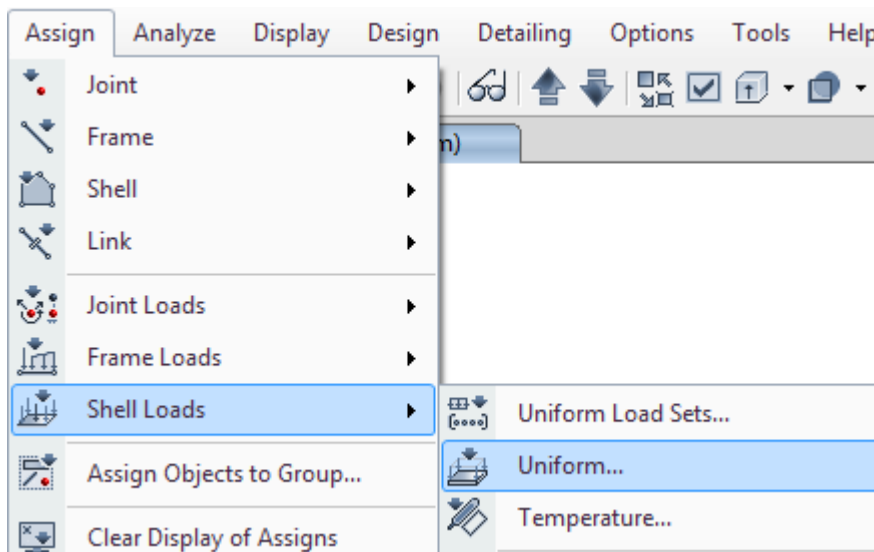 Assign Analyze Display Design Detailing Options Tools Help
Joint
m)
Frame
Shell
Link
Joint Loads
Frame Loads
Shell Loads
Uniform Load Sets...
Uniform...
Assign Objects to Group...
Temperature...
Clear Display of Assigns